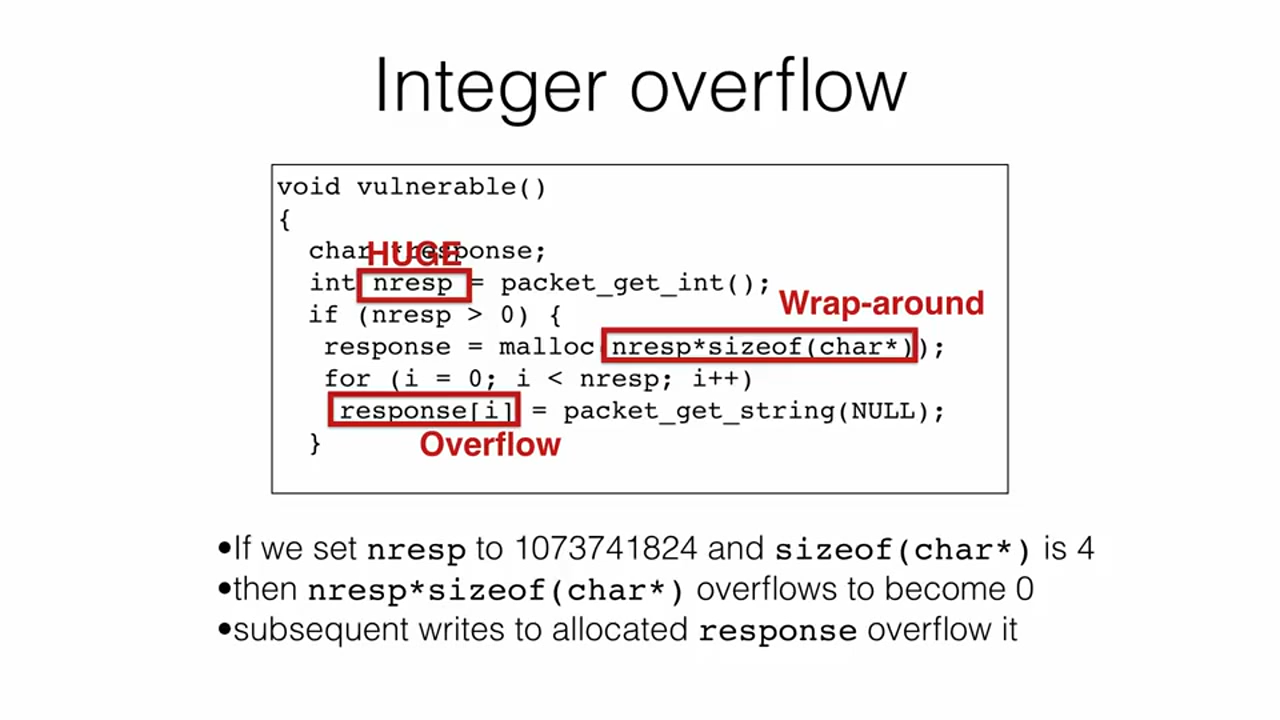 Integer overflow
void vulnerable()
{
char *response;
HUGE
int nresp = packet_get_int();
Wrap-around
if (nresp > 0) {
response = malloc(nresp*sizeof(char*));
for (i = 0; i < nresp; i++)
response[i] = packet_get_string(NULL);
Overflow
}
•If we set nresp to 1073741824 and sizeof(char*) is 4
•then nresp*sizeof(char*) overflows to become 0
•subsequent writes to allocated response overflow it